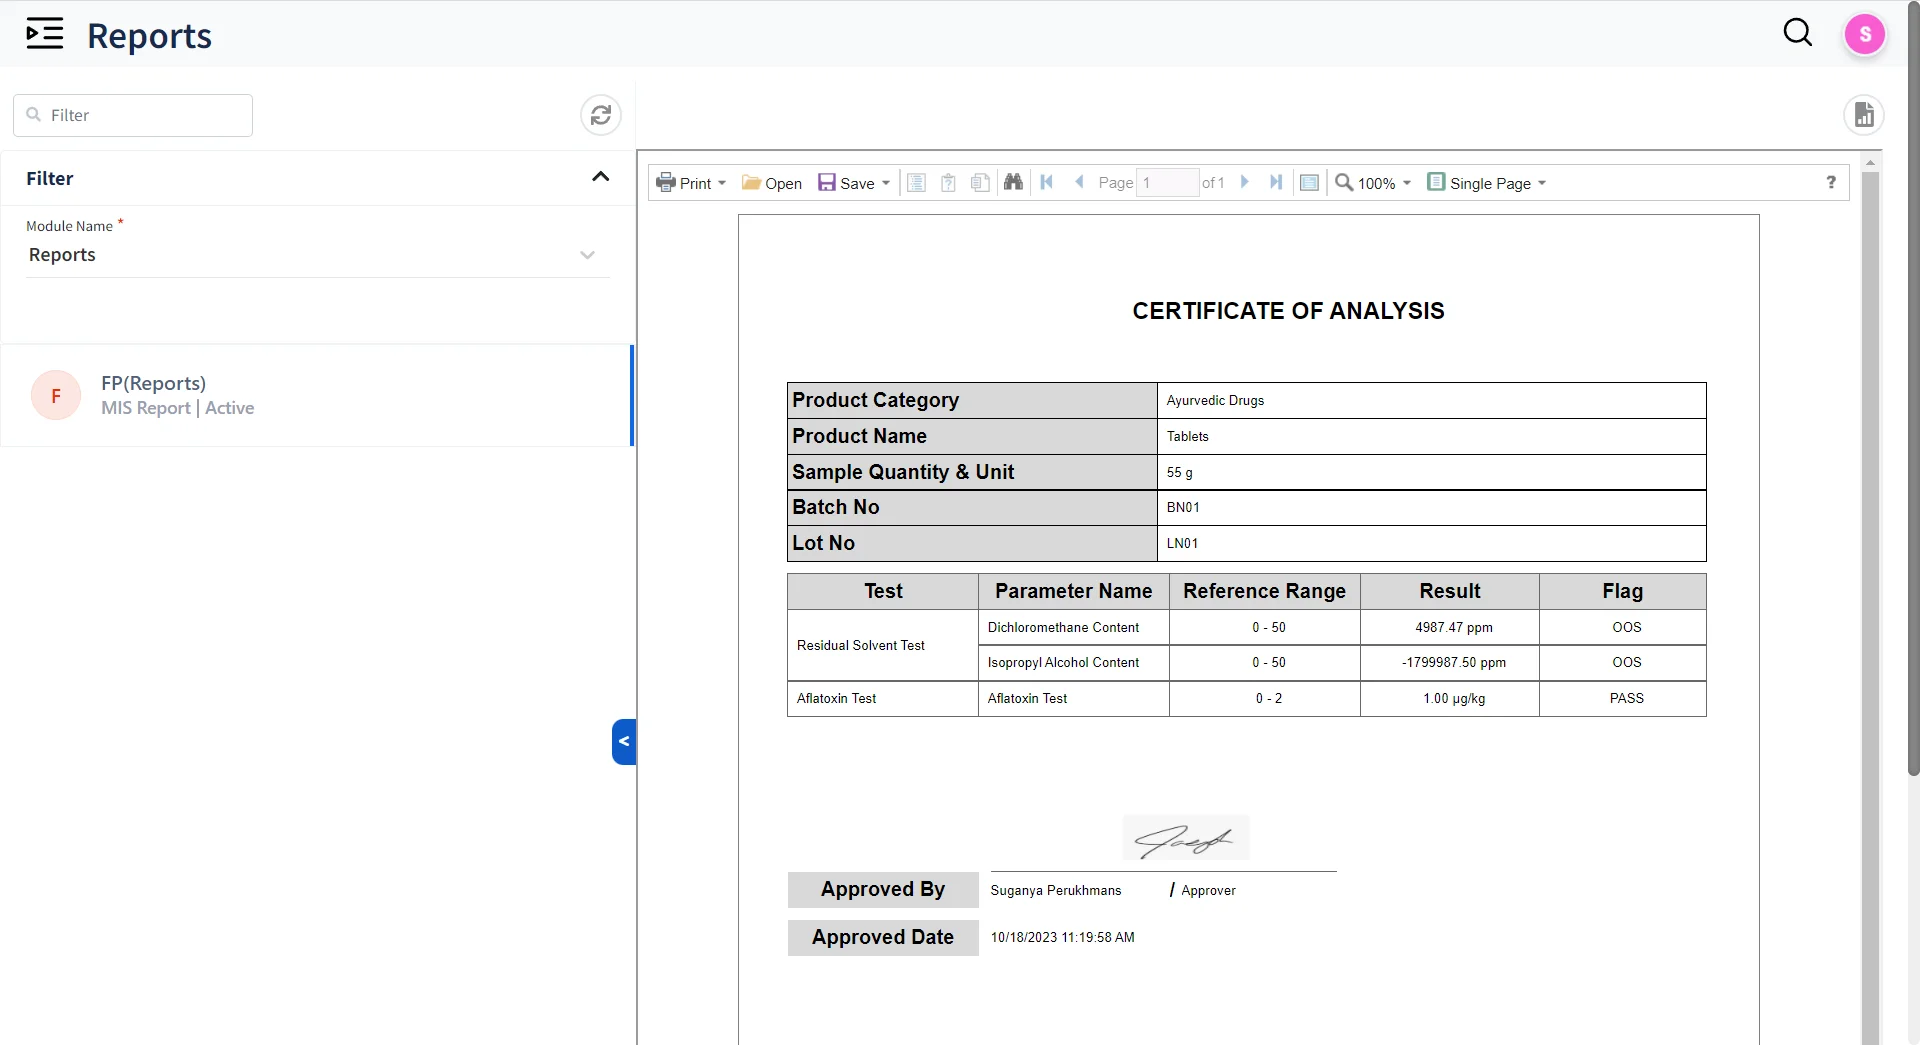 Reports
S
Filter
Filter
Module Name *
Reports
F
FP(Reports)
MIS Report | Active
<
Print Open Save Page 1 of 1 100% Single Page ?
CERTIFICATE OF ANALYSIS
Product Category Ayurvedic Drugs
Product Name Tablets
Sample Quantity & Unit 55 g
Batch No BN01
Lot No LN01
Test Parameter Name Reference Range Result Flag
Residual Solvent Test Dichloromethane Content 0 - 50 4987.47 ppm OOS
Isopropyl Alcohol Content 0 - 50 -1799987.50 ppm OOS
Aflatoxin Test Aflatoxin Test 0 - 2 1.00 µg/kg PASS
Approved By Suganya Perukhmans / Approver
Approved Date 10/18/2023 11:19:58 AM